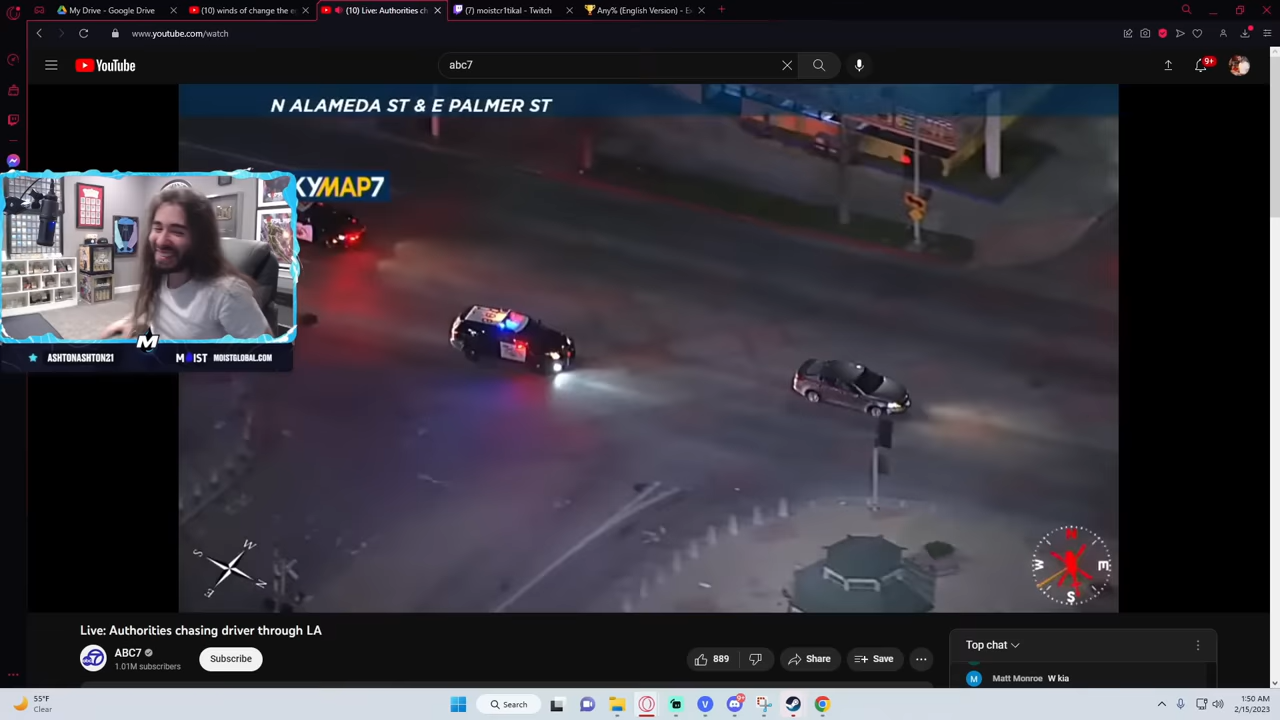 My Drive - Google Drive
(10) winds of change the e
(10) Live: Authorities ch
(7) moistcr1tikal - Twitch
Any% (English Version) - E
www.youtube.com/watch
YouTube
abc7
9+
N ALAMEDA ST & E PALMER ST
KYMAP7
M
ASHTONASHTON21
MOIST
MOISTGLOBAL.COM
S
W
E
N
N
W
E
S
Live: Authorities chasing driver through LA
ABC7
1.01M subscribers
Subscribe
889
Share
Save
Top chat
M
Matt Monroe W kia
55°F
Clear
Search
1:50 AM
2/15/2023